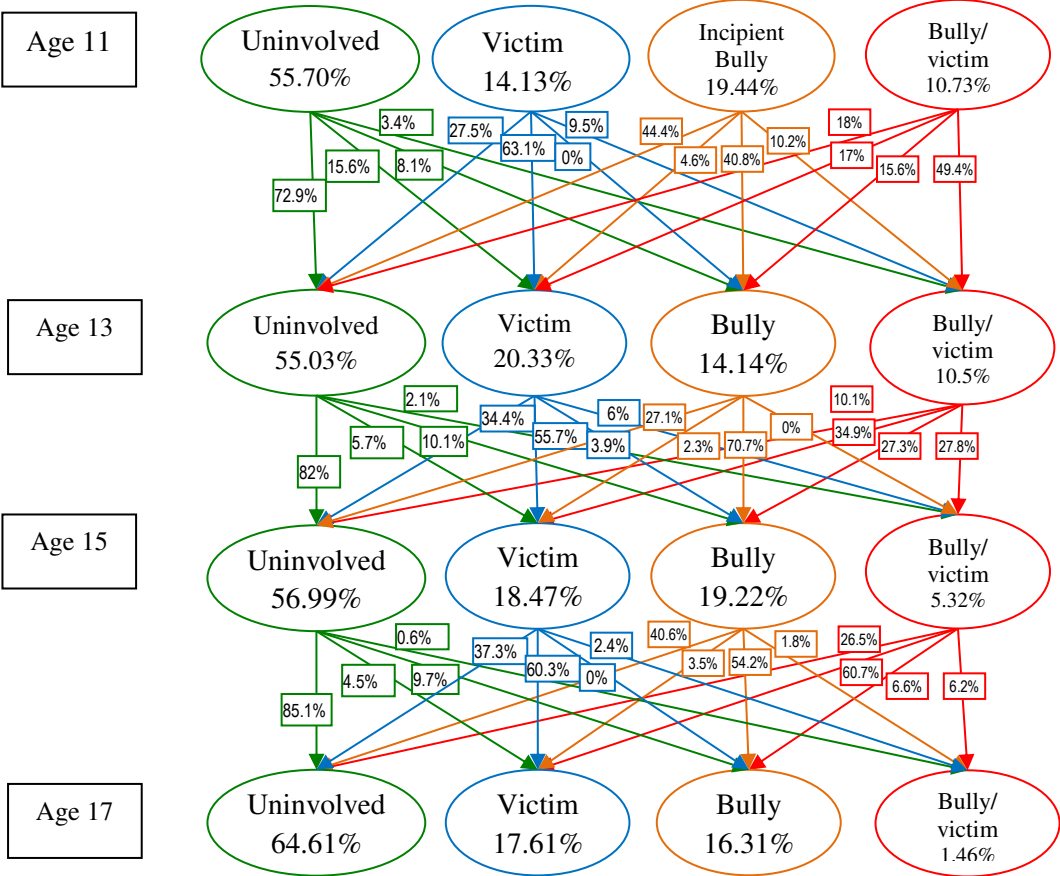 Age 11
Uninvolved
55.70%
Victim
14.13%
Incipient
Bully
19.44%
Bully/
victim
10.73%
3.4%
15.6%
8.1%
72.9%
27.5%
63.1%
9.5%
0%
44.4%
4.6%
40.8%
10.2%
18%
17%
15.6%
49.4%
Age 13
Uninvolved
55.03%
Victim
20.33%
Bully
14.14%
Bully/
victim
10.5%
2.1%
5.7%
10.1%
82%
34.4%
55.7%
6%
3.9%
27.1%
2.3%
70.7%
0%
10.1%
34.9%
27.3%
27.8%
Age 15
Uninvolved
56.99%
Victim
18.47%
Bully
19.22%
Bully/
victim
5.32%
0.6%
4.5%
9.7%
85.1%
37.3%
60.3%
2.4%
0%
40.6%
3.5%
54.2%
1.8%
26.5%
60.7%
6.6%
6.2%
Age 17
Uninvolved
64.61%
Victim
17.61%
Bully
16.31%
Bully/
victim
1.46%